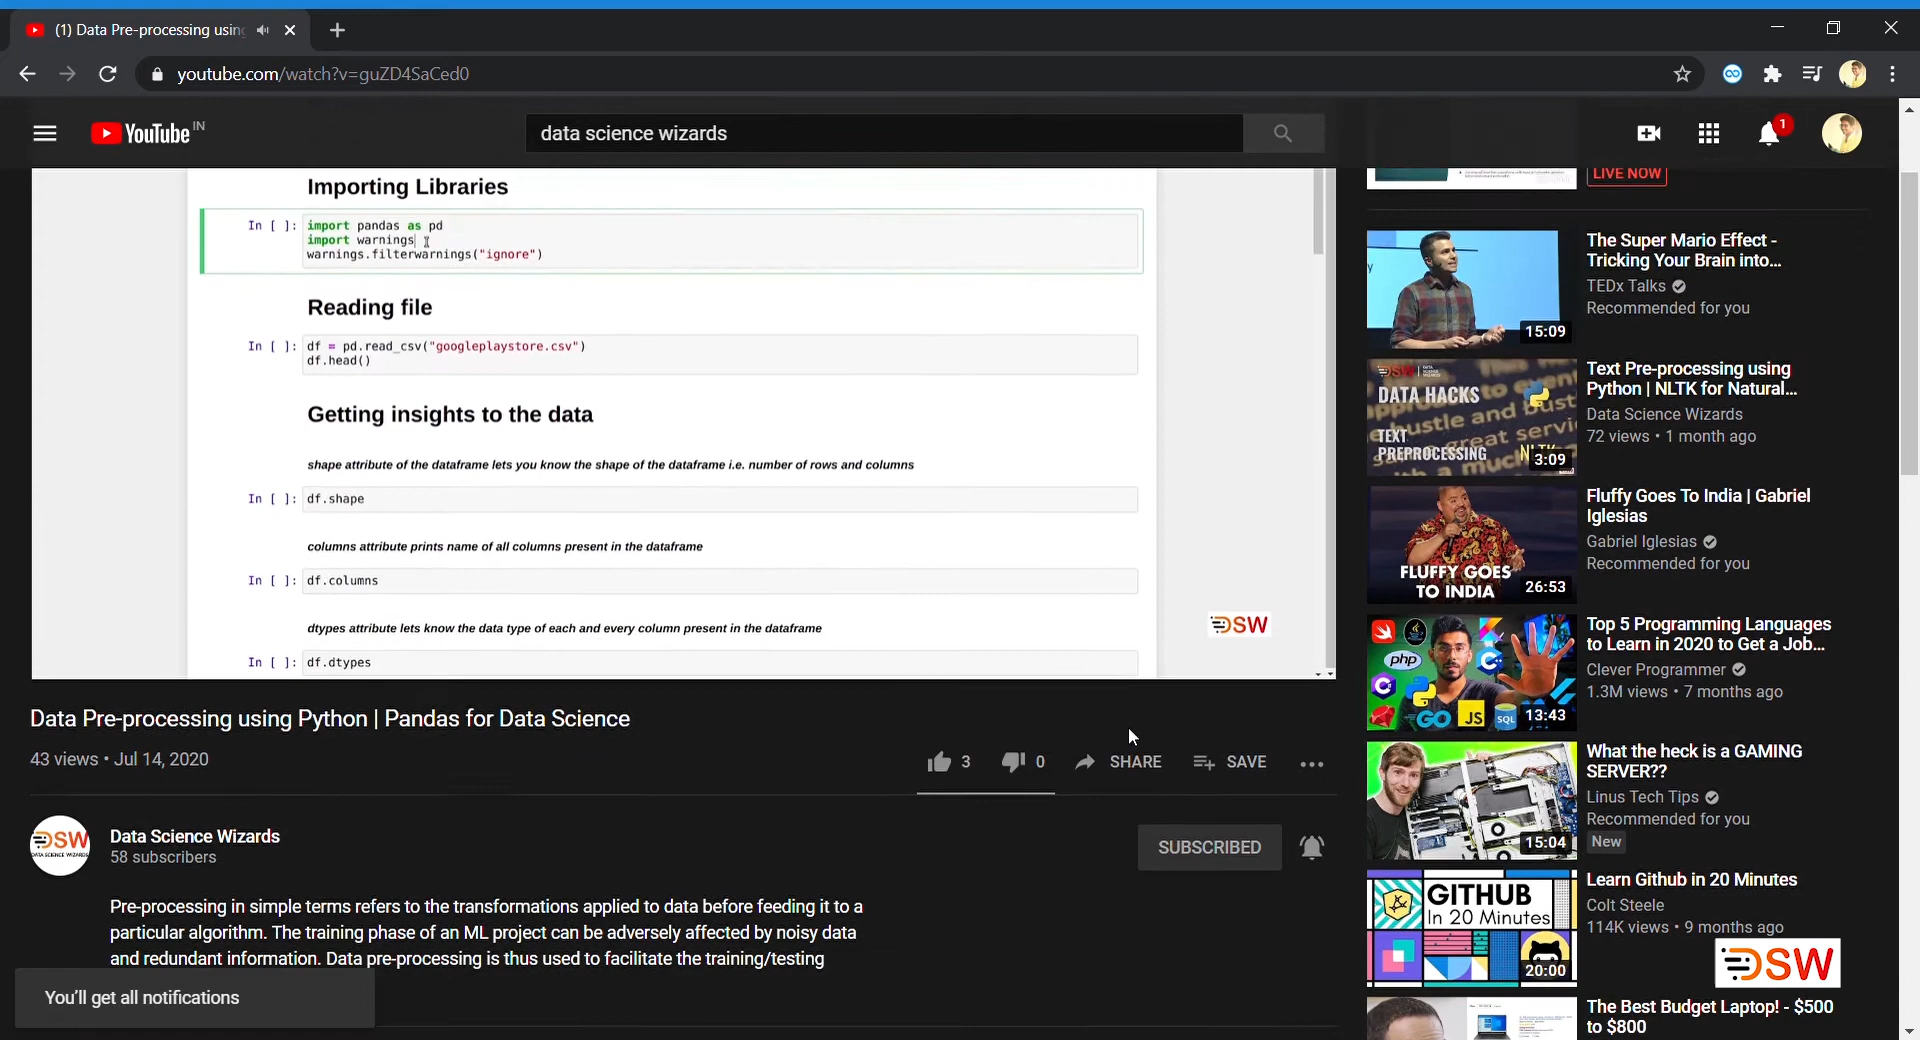 (1) Data Pre-processing using
youtube.com/watch?v=guZD4SaCed0
YouTube IN
data science wizards
1
Importing Libraries
In [ ]: import pandas as pd
import warnings
warnings.filterwarnings("ignore")
Reading file
In [ ]: df = pd.read_csv("googleplaystore.csv")
df.head()
Getting insights to the data
shape attribute of the dataframe lets you know the shape of the dataframe i.e. number of rows and columns
In [ ]: df.shape
columns attribute prints name of all columns present in the dataframe
In [ ]: df.columns
dtypes attribute lets know the data type of each and every column present in the dataframe
In [ ]: df.dtypes
DSW
Data Pre-processing using Python | Pandas for Data Science
43 views • Jul 14, 2020
3 0 SHARE SAVE
DSW
DATA SCIENCE WIZARDS
Data Science Wizards
58 subscribers
SUBSCRIBED
Pre-processing in simple terms refers to the transformations applied to data before feeding it to a
particular algorithm. The training phase of an ML project can be adversely affected by noisy data
and redundant information. Data pre-processing is thus used to facilitate the training/testing
You'll get all notifications
LIVE NOW
15:09
The Super Mario Effect -
Tricking Your Brain into...
TEDx Talks
Recommended for you
DSW
DATA HACKS
TEXT
PREPROCESSING
3:09
Text Pre-processing using
Python | NLTK for Natural...
Data Science Wizards
72 views • 1 month ago
FLUFFY GOES
TO INDIA
26:53
Fluffy Goes To India | Gabriel
Iglesias
Gabriel Iglesias
Recommended for you
php
GO
JS
SQL
13:43
Top 5 Programming Languages
to Learn in 2020 to Get a Job...
Clever Programmer
1.3M views • 7 months ago
15:04
What the heck is a GAMING
SERVER??
Linus Tech Tips
Recommended for you
New
GITHUB
In 20 Minutes
20:00
Learn Github in 20 Minutes
Colt Steele
114K views • 9 months ago
DSW
The Best Budget Laptop! - $500
to $800